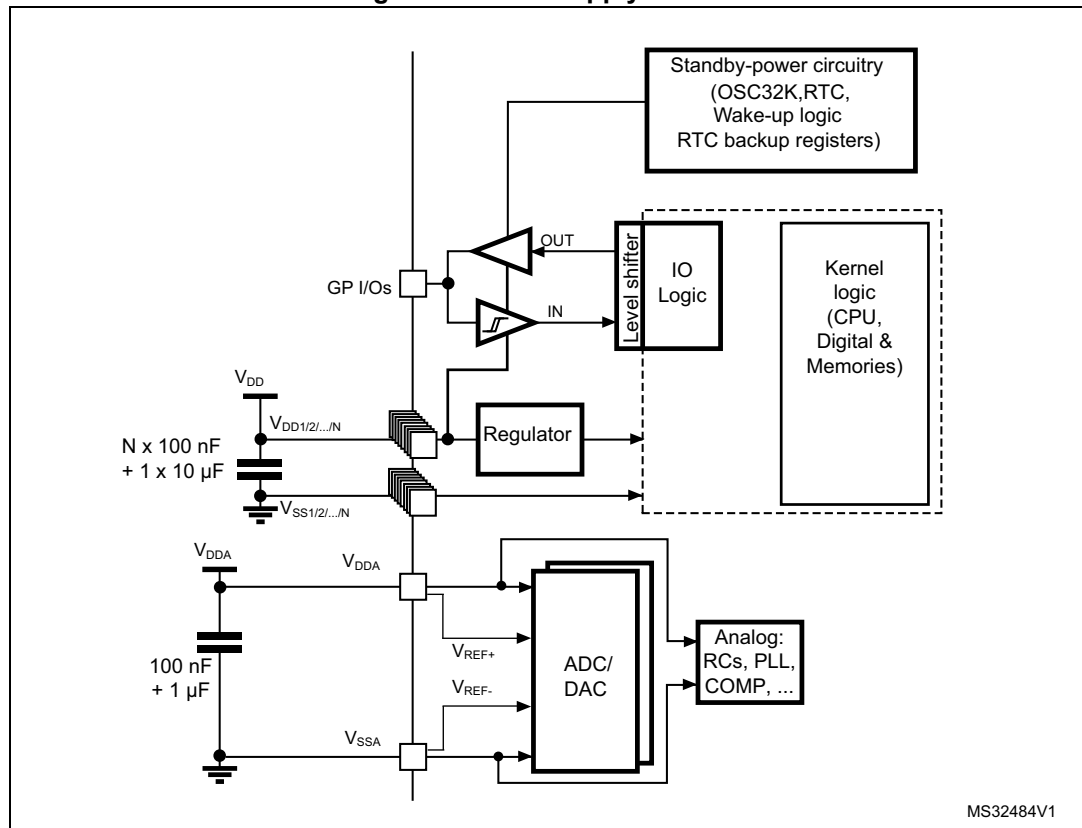 Standby-power circuitry
(OSC32K,RTC,
Wake-up logic
RTC backup registers)
OUT
Level shifter
IO
Logic
Kernel
logic
(CPU,
Digital &
Memories)
GP I/Os
IN
VDD
VDD1/2/.../N
Regulator
N x 100 nF
+ 1 x 10 µF
VSS1/2/.../N
VDDA
VDDA
VREF+
ADC/
DAC
Analog:
RCs, PLL,
COMP, ...
100 nF
+ 1 µF
VREF-
VSSA
MS32484V1